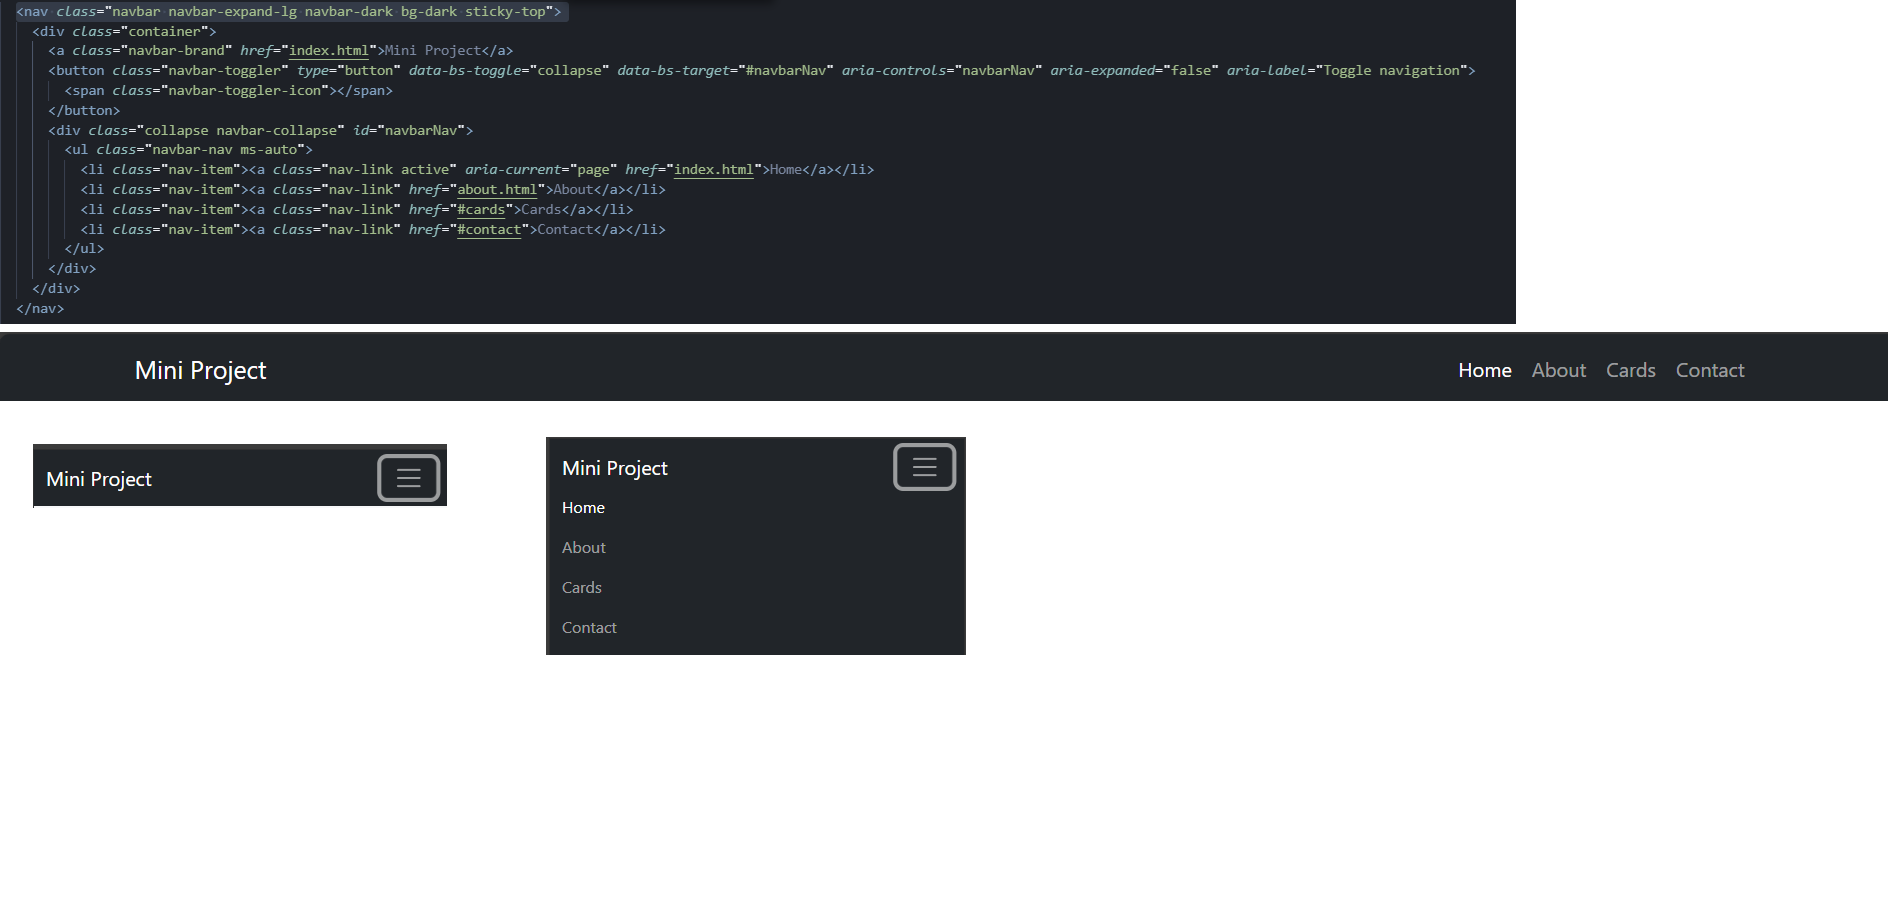 <nav class="navbar navbar-expand-lg navbar-dark bg-dark sticky-top">
<div class="container">
<a class="navbar-brand" href="index.html">Mini Project</a>
<button class="navbar-toggler" type="button" data-bs-toggle="collapse" data-bs-target="#navbarNav" aria-controls="navbarNav" aria-expanded="false" aria-label="Toggle navigation">
<span class="navbar-toggler-icon"></span>
</button>
<div class="collapse navbar-collapse" id="navbarNav">
<ul class="navbar-nav ms-auto">
<li class="nav-item"><a class="nav-link active" aria-current="page" href="index.html">Home</a></li>
<li class="nav-item"><a class="nav-link" href="about.html">About</a></li>
<li class="nav-item"><a class="nav-link" href="#cards">Cards</a></li>
<li class="nav-item"><a class="nav-link" href="#contact">Contact</a></li>
</ul>
</div>
</div>
</nav>
Mini Project Home About Cards Contact
Mini Project
Mini Project
Home
About
Cards
Contact